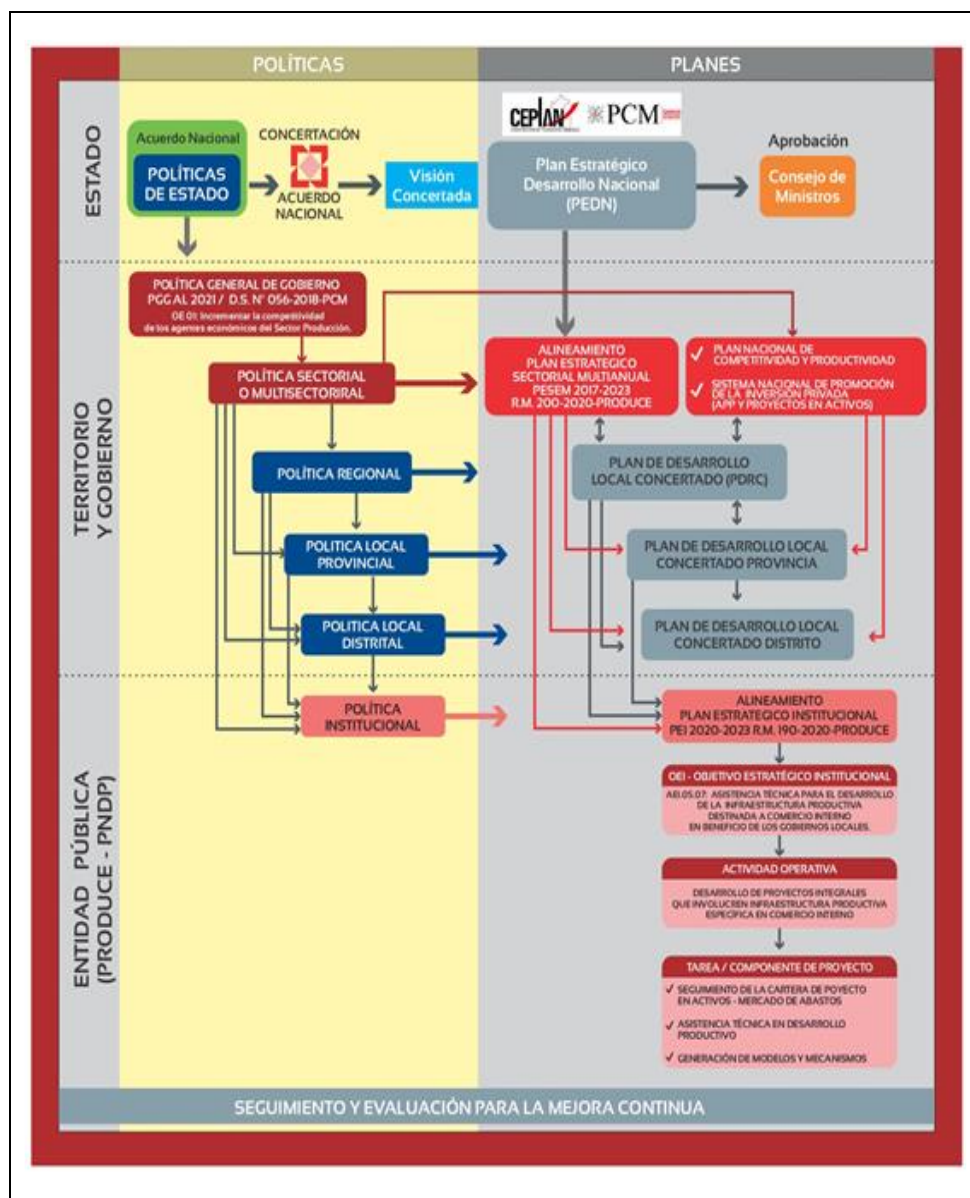 POLÍTICAS
PLANES
ESTADO
Acuerdo Nacional
POLÍTICAS
DE ESTADO
CONCERTACIÓN
ACUERDO
NACIONAL
Visión
Concertada
CEPLAN
PCM
Plan Estratégico
Desarrollo Nacional
(PEDN)
Aprobación
Consejo de
Ministros
TERRITORIO
Y GOBIERNO
POLÍTICA GENERAL DE GOBIERNO
PGG AL 2021 / D.S. N° 056-2018-PCM
OE 01: Incrementar la competitividad
de los agentes económicos del Sector Producción.
POLÍTICA SECTORIAL
O MULTISECTORIRAL
POLÍTICA REGIONAL
POLITICA LOCAL
PROVINCIAL
POLITICA LOCAL
DISTRITAL
ALINEAMIENTO
PLAN ESTRATEGICO
SECTORIAL MULTIANUAL
PESEM 2017-2023
R.M. 200-2020-PRODUCE
✓ PLAN NACIONAL DE
COMPETITIVIDAD Y PRODUCTIVIDAD
✓ SISTEMA NACIONAL DE PROMOCIÓN
DE LA INVERSIÓN PRIVADA
(APP Y PROYECTOS EN ACTIVOS)
PLAN DE DESARROLLO
LOCAL CONCERTADO (PDRC)
PLAN DE DESARROLLO LOCAL
CONCERTADO PROVINCIA
PLAN DE DESARROLLO LOCAL
CONCERTADO DISTRITO
ENTIDAD PÚBLICA
(PRODUCE - PNDP)
POLÍTICA
INSTITUCIONAL
ALINEAMIENTO
PLAN ESTRATEGICO INSTITUCIONAL
PEI 2020-2023 R.M. 190-2020-PRODUCE
OEI - OBJETIVO ESTRATÉGICO INSTITUCIONAL
AEI.05.07: ASISTENCIA TÉCNICA PARA EL DESARROLLO
DE LA INFRAESTRUCTURA PRODUCTIVA
DESTINADA A COMERCIO INTERNO
EN BENEFICIO DE LOS GOBIERNOS LOCALES.
ACTIVIDAD OPERATIVA
DESARROLLO DE PROYECTOS INTEGRALES
QUE INVOLUCREN INFRAESTRUCTURA PRODUCTIVA
ESPECÍFICA EN COMERCIO INTERNO
TAREA / COMPONENTE DE PROYECTO
✓ SEGUIMIENTO DE LA CARTERA DE POYECTO
EN ACTIVOS - MERCADO DE ABASTOS
✓ ASISTENCIA TÉCNICA EN DESARROLLO
PRODUCTIVO
✓ GENERACIÓN DE MODELOS Y MECANISMOS
SEGUIMIENTO Y EVALUACIÓN PARA LA MEJORA CONTINUA